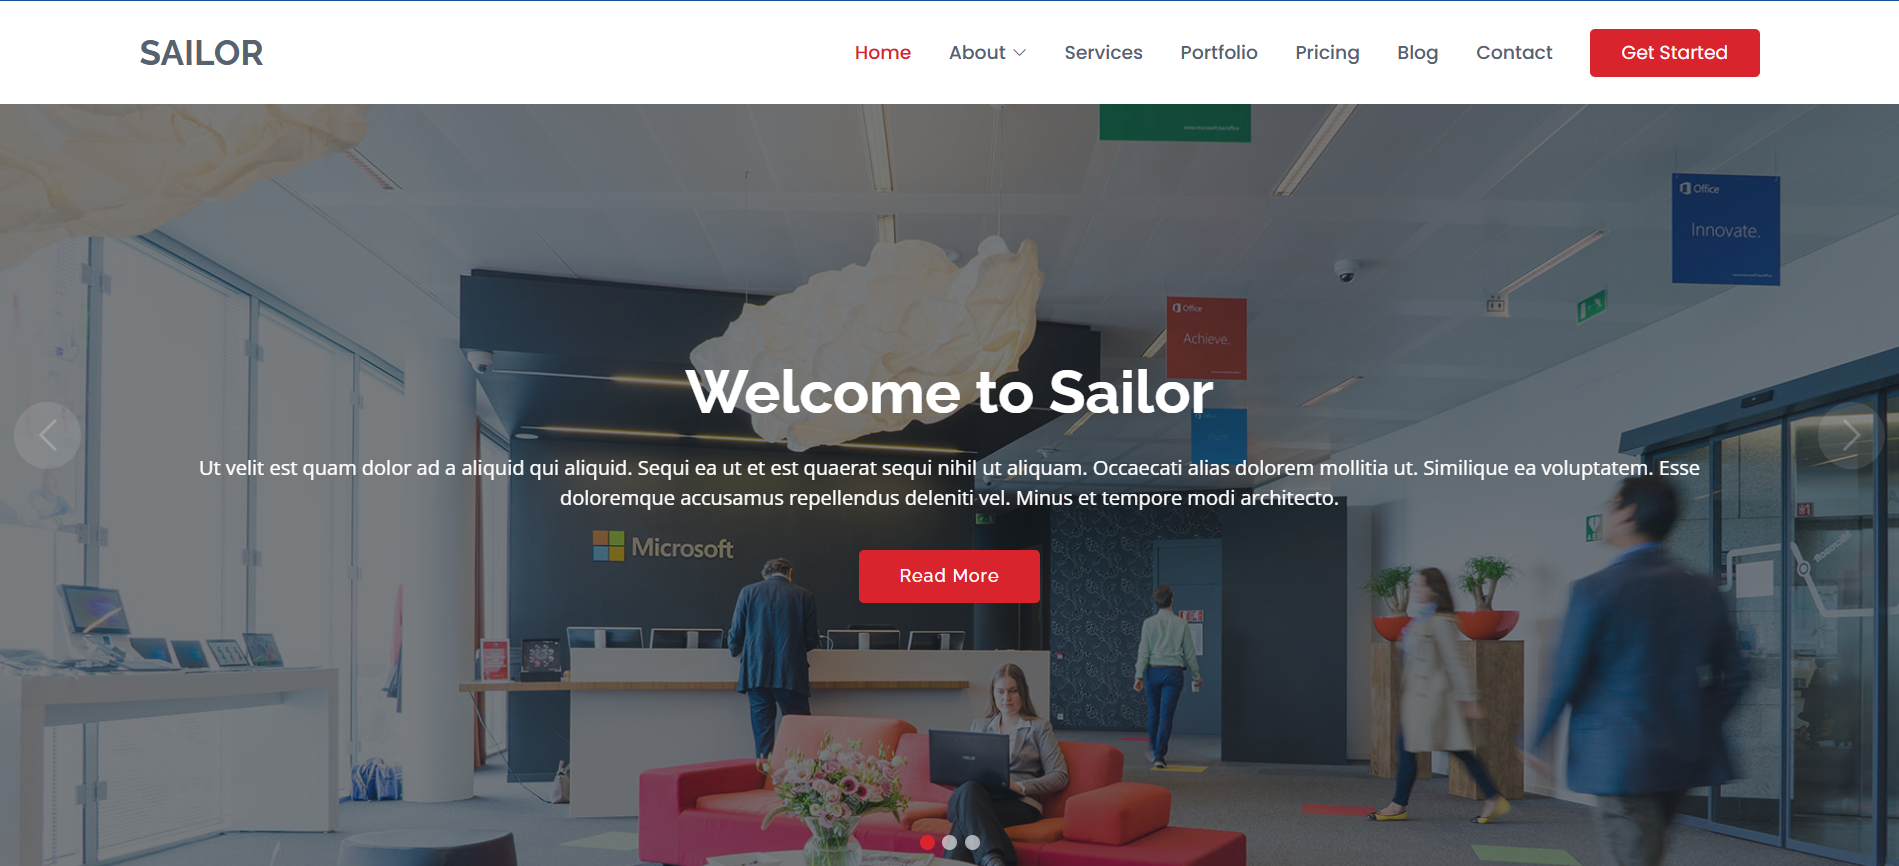 SAILOR
Home About Services Portfolio Pricing Blog Contact Get Started
Office
Innovate.
Office
Achieve.
Welcome to Sailor
Ut velit est quam dolor ad a aliquid qui aliquid. Sequi ea ut et est quaerat sequi nihil ut aliquam. Occaecati alias dolorem mollitia ut. Similique ea voluptatem. Esse
doloremque accusamus repellendus deleniti vel. Minus et tempore modi architecto.
Microsoft
Read More
ASUS